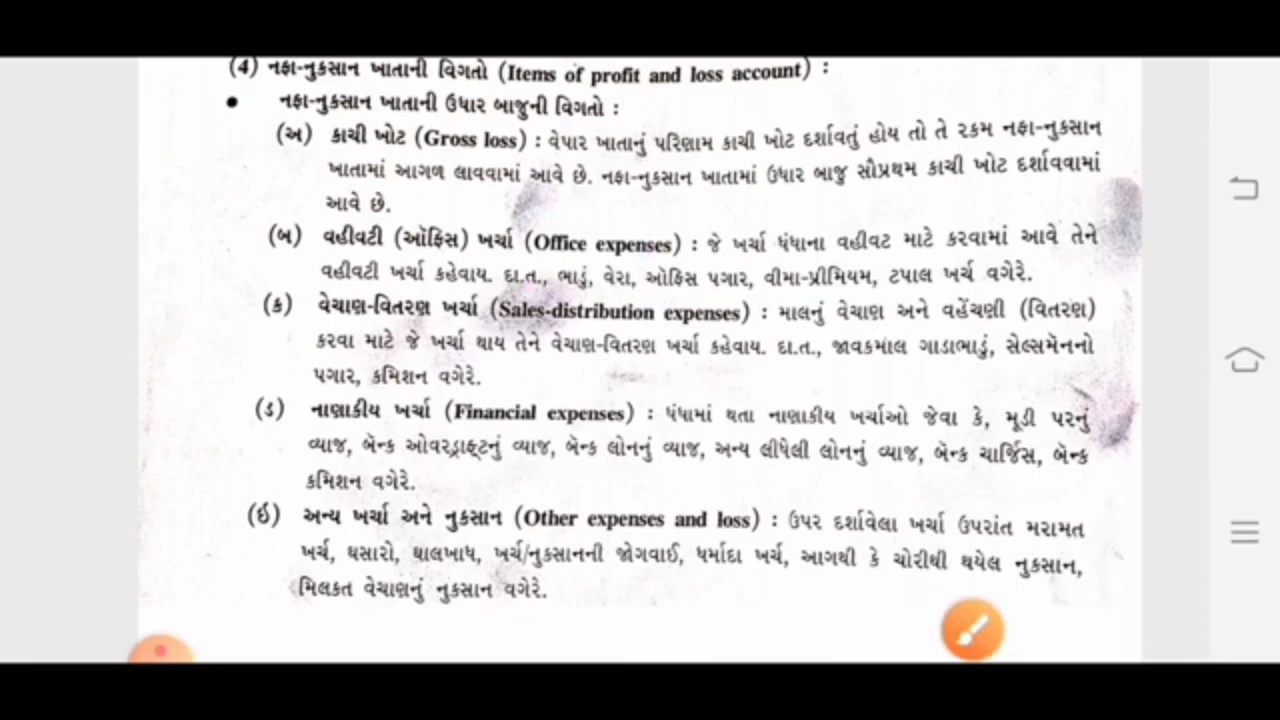 (4) નફા-નુકસાન ખાતાની વિગતો (Items of profit and loss account) :
● નફા-નુકસાન ખાતાની ઉધાર બાજુની વિગતો :
(અ) કાચી ખોટ (Gross loss) : વેપાર ખાતાનું પરિણામ કાચી ખોટ દર્શાવતું હોય તો તે રકમ નફા-નુકસાન
ખાતામાં આગળ લાવવામાં આવે છે. નફા-નુકસાન ખાતામાં ઉધાર બાજુ સૌપ્રથમ કાચી ખોટ દર્શાવવામાં
આવે છે.
(બ) વહીવટી (ઑફિસ) ખર્ચા (Office expenses) : જે ખર્ચા ધંધાના વહીવટ માટે કરવામાં આવે તેને
વહીવટી ખર્ચા કહેવાય. દા.ત., ભાડું, વેરા, ઑફિસ પગાર, વીમા-પ્રીમિયમ, ટપાલ ખર્ચ વગેરે.
(ક) વેચાણ-વિતરણ ખર્ચા (Sales-distribution expenses) : માલનું વેચાણ અને વહેંચણી (વિતરણ)
કરવા માટે જે ખર્ચા થાય તેને વેચાણ-વિતરણ ખર્ચા કહેવાય. દા.ત., જાવકમાલ ગાડાભાડું, સેલ્સમૅનનો
પગાર, કમિશન વગેરે.
(ડ) નાણાકીય ખર્ચા (Financial expenses) : ધંધામાં થતા નાણાકીય ખર્ચાઓ જેવા કે, મૂડી પરનું
વ્યાજ, બૅન્ક ઓવરડ્રાફ્ટનું વ્યાજ, બૅન્ક લોનનું વ્યાજ, અન્ય લીધેલી લોનનું વ્યાજ, બૅન્ક ચાર્જિસ, બૅન્ક
કમિશન વગેરે.
(ઇ) અન્ય ખર્ચા અને નુકસાન (Other expenses and loss) : ઉપર દર્શાવેલા ખર્ચા ઉપરાંત મરામત
ખર્ચ, ઘસારો, ઘાલખાધ, ખર્ચ/નુકસાનની જોગવાઈ, ધર્માદા ખર્ચ, આગથી કે ચોરીથી થયેલ નુકસાન,
મિલકત વેચાણનું નુકસાન વગેરે.